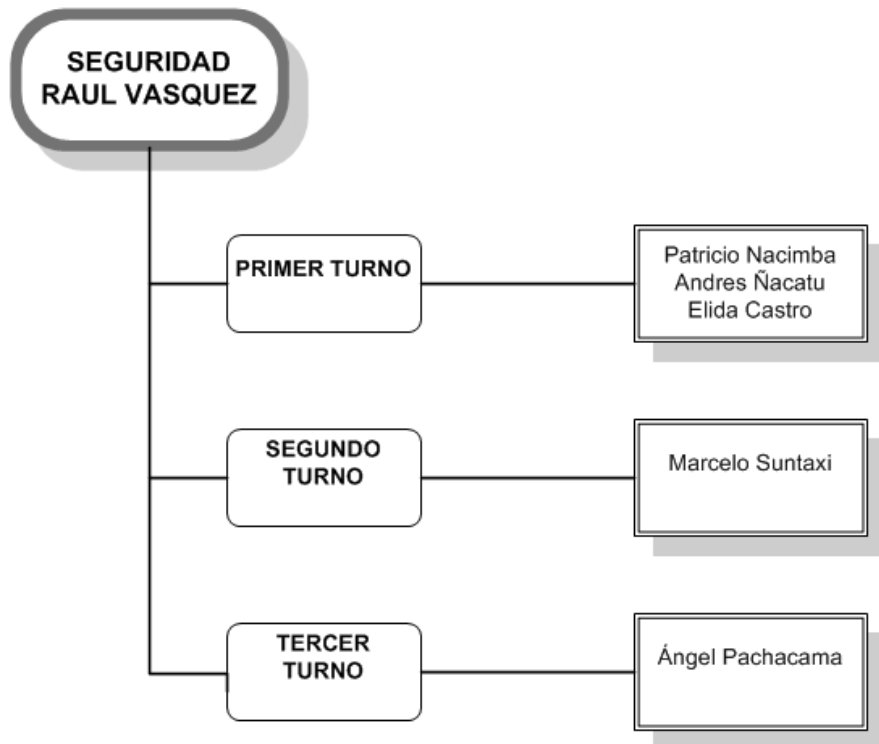 SEGURIDAD
RAUL VASQUEZ
PRIMER TURNO
Patricio Nacimba
Andres Ñacatu
Elida Castro
SEGUNDO
TURNO
Marcelo Suntaxi
TERCER
TURNO
Ángel Pachacama